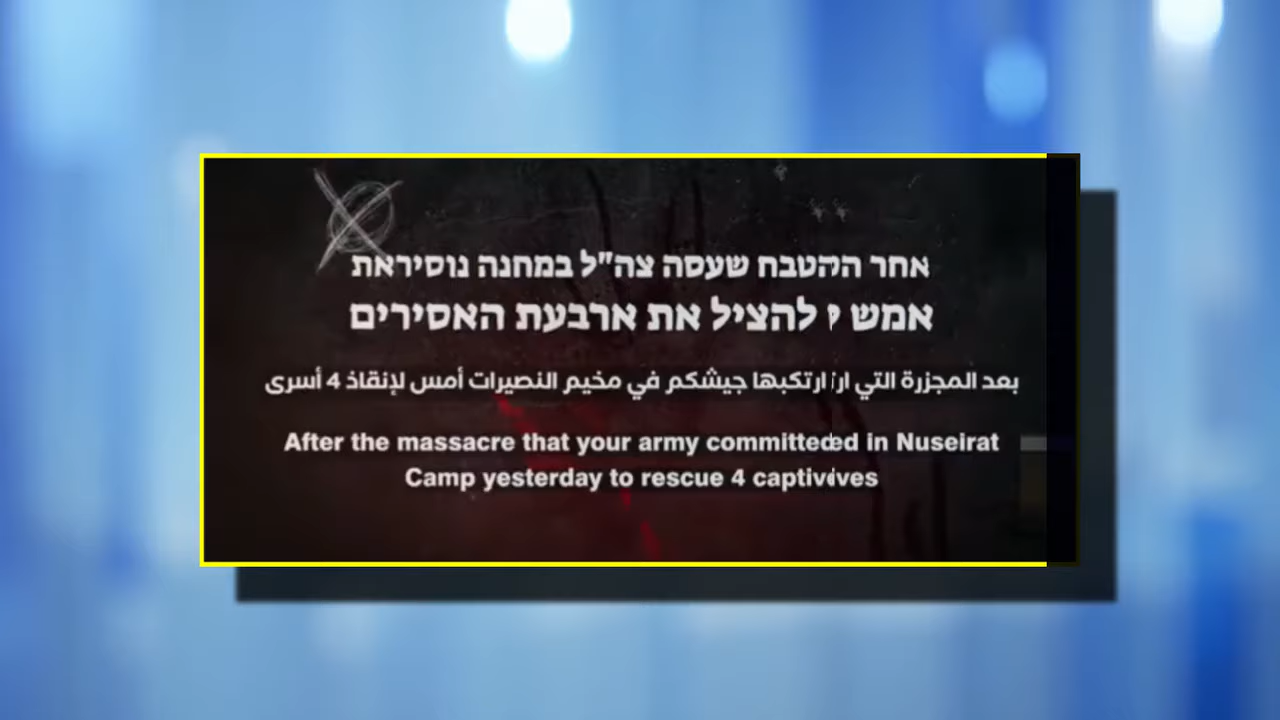 אחר הטבח שעסה צה"ל במחנה נוסיראת
אמש להציל את ארבעת האסירים
بعد المجزرة التي ارتكبها جيشكم في مخيم النصيرات أمس لإنقاذ 4 أسرى
After the massacre that your army committed in Nuseirat
Camp yesterday to rescue 4 captives